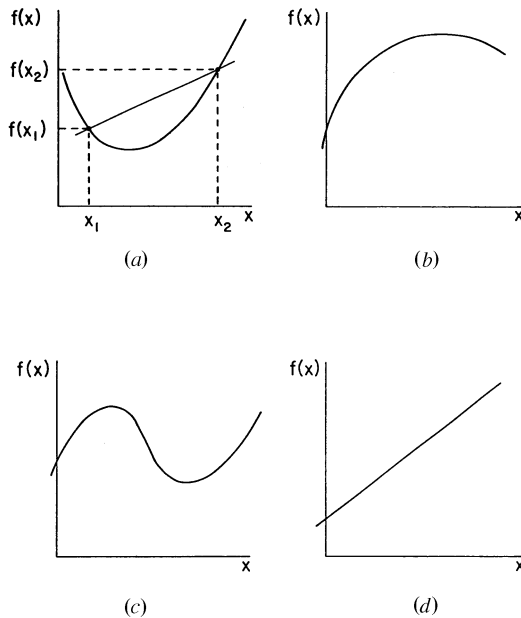 f(x)
f(x₂)
f(x₁)
x₁
x₂
x
(a)
f(x)
x
(b)
f(x)
x
(c)
f(x)
x
(d)